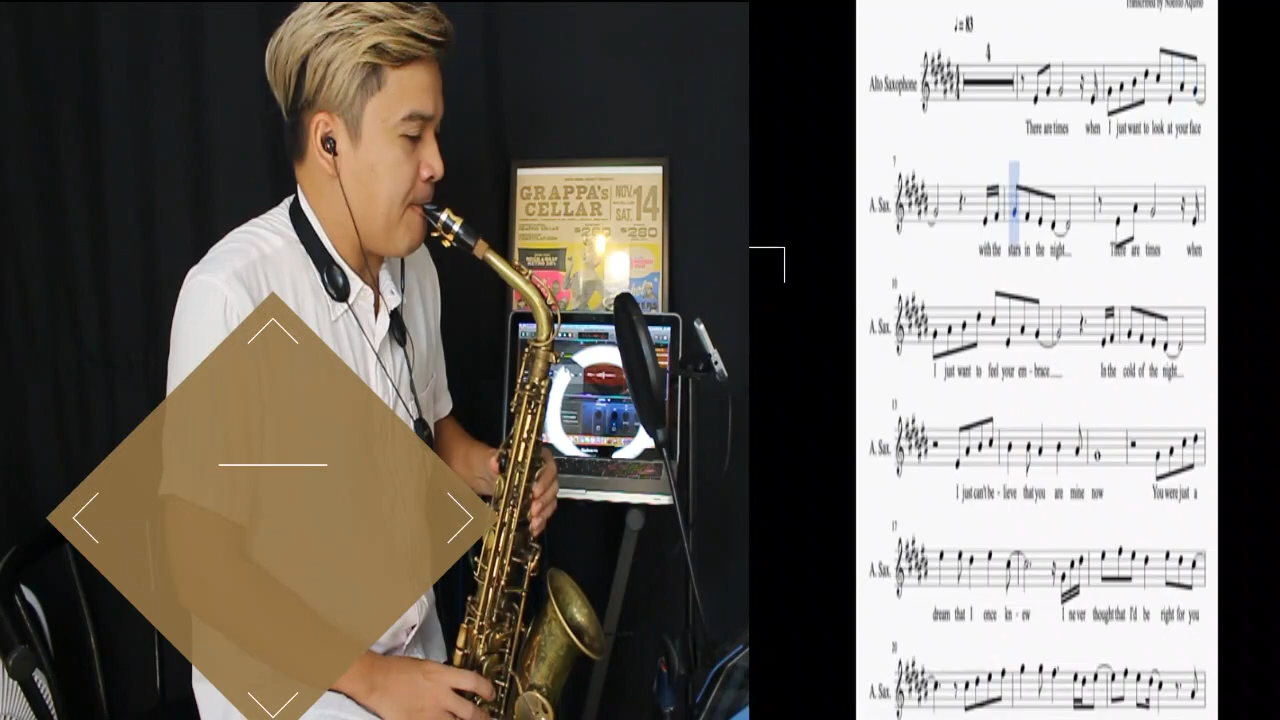 GRAPPA's
CELLAR
NOV.
14
SAT.
Transcribed by Noelito Aquino
♩ = 83
4
Alto Saxophone
There are times when I just want to look at your face
7
A. Sax.
with the stars in the night....
There are times when
10
A. Sax.
I just want to feel your em - brace.....
In the cold of the night....
13
A. Sax.
I just can't be - lieve that you are mine now
You were just a
17
A. Sax.
dream that I once kn - ew
I never thought that I'd be right for you
20
A. Sax.